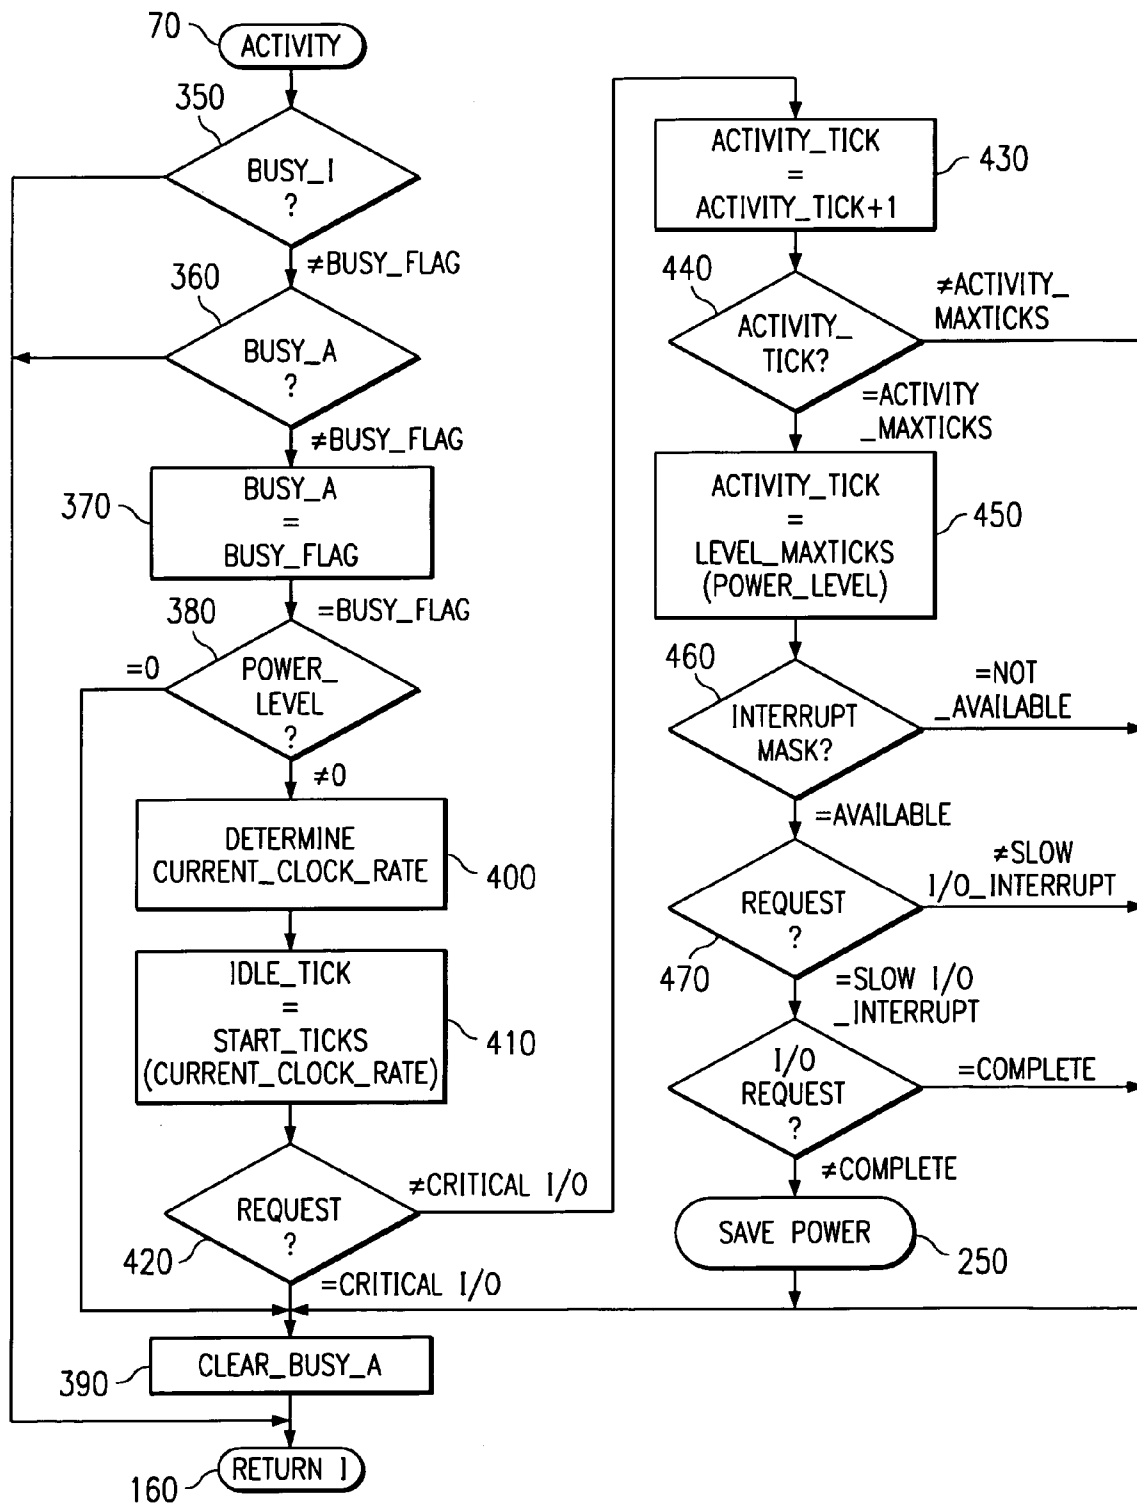 70
ACTIVITY
350
BUSY_I
?
≠BUSY_FLAG
360
BUSY_A
?
≠BUSY_FLAG
370
BUSY_A
=
BUSY_FLAG
=BUSY_FLAG
380
=0
POWER_
LEVEL
?
≠0
DETERMINE
CURRENT_CLOCK_RATE
400
IDLE_TICK
=
START_TICKS
(CURRENT_CLOCK_RATE)
410
≠CRITICAL I/O
REQUEST
?
420
=CRITICAL I/O
CLEAR_BUSY_A
390
RETURN I
160
ACTIVITY_TICK
=
ACTIVITY_TICK+1
430
440
≠ACTIVITY_
MAXTICKS
ACTIVITY_
TICK?
=ACTIVITY
_MAXTICKS
ACTIVITY_TICK
=
LEVEL_MAXTICKS
(POWER_LEVEL)
450
460
=NOT
_AVAILABLE
INTERRUPT
MASK?
=AVAILABLE
≠SLOW
I/O_INTERRUPT
REQUEST
?
470
=SLOW I/O
_INTERRUPT
I/O
REQUEST
?
=COMPLETE
≠COMPLETE
SAVE POWER
250